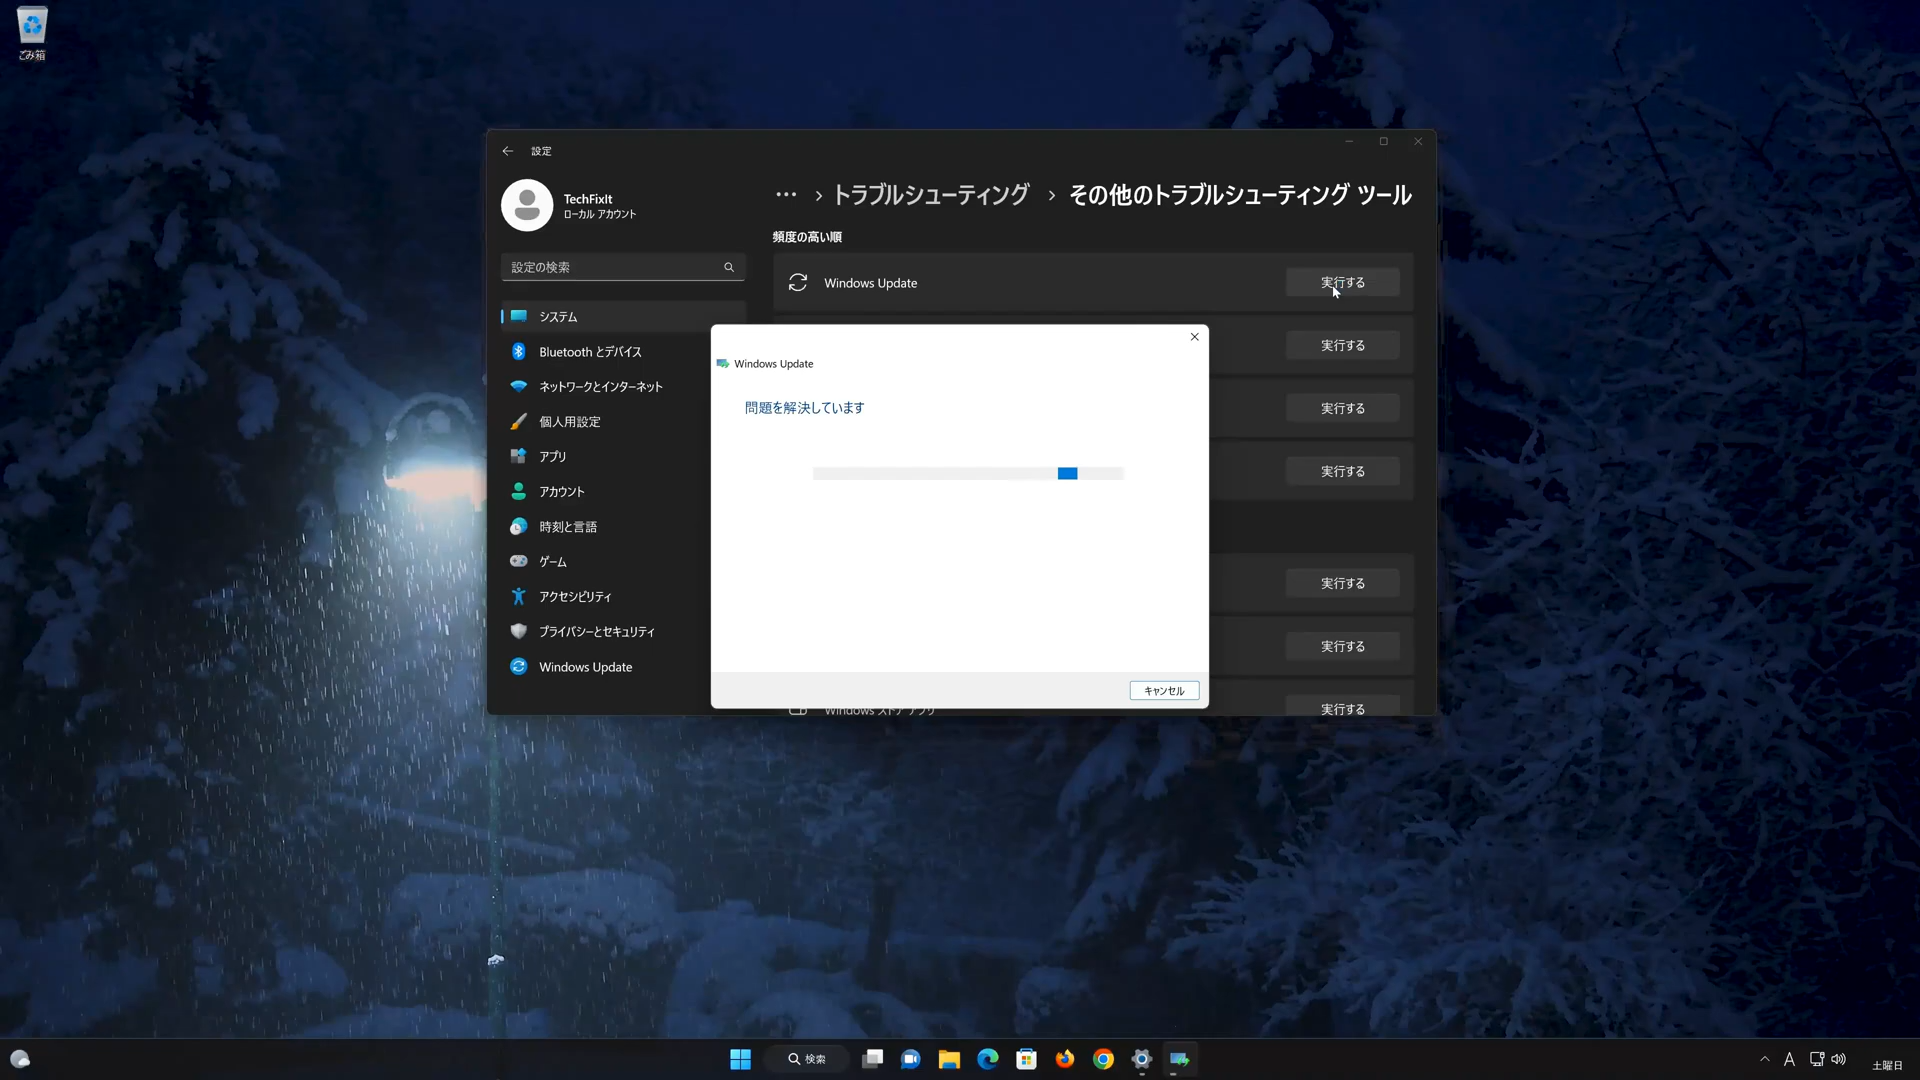 ごみ箱
設定
TechFixIt
ローカル アカウント
設定の検索
システム
Bluetooth とデバイス
ネットワークとインターネット
個人用設定
アプリ
アカウント
時刻と言語
ゲーム
アクセシビリティ
プライバシーとセキュリティ
Windows Update
··· › トラブルシューティング › その他のトラブルシューティング ツール
頻度の高い順
Windows Update 実行する
実行する
実行する
実行する
実行する
実行する
Windows ストア アプリ 実行する
Windows Update
問題を解決しています
キャンセル
検索
A
土曜日